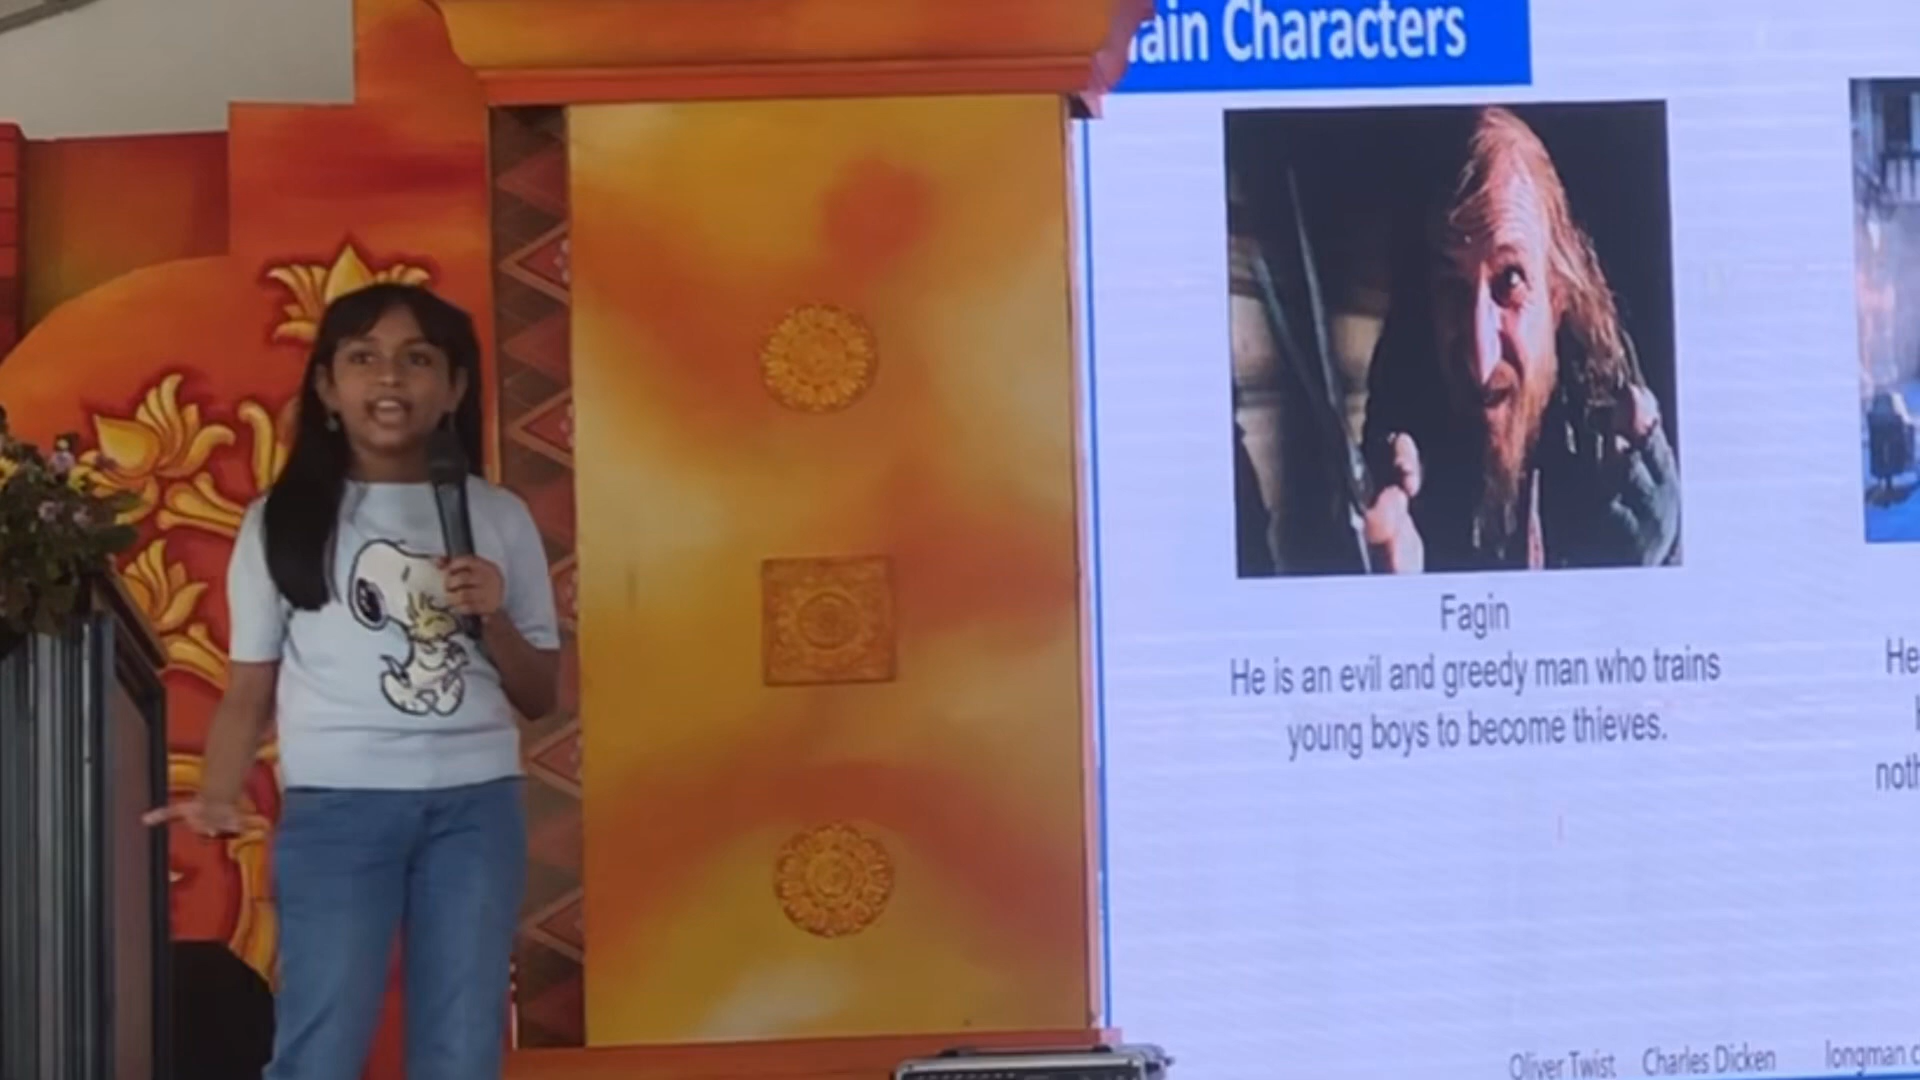 ain Characters
Fagin
He is an evil and greedy man who trains
young boys to become thieves.
He
noth
Oliver Twist Charles Dicken longman